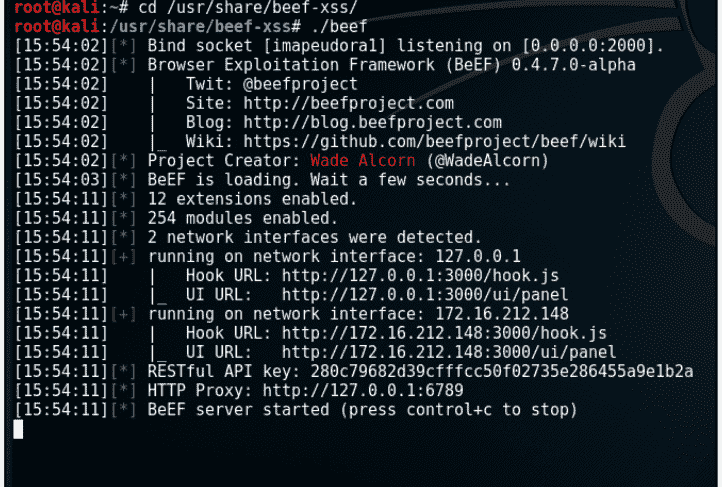 root@kali:~# cd /usr/share/beef-xss/
root@kali:/usr/share/beef-xss# ./beef
[15:54:02][*] Bind socket [imapeudora1] listening on [0.0.0.0:2000].
[15:54:02][*] Browser Exploitation Framework (BeEF) 0.4.7.0-alpha
[15:54:02]    |   Twit: @beefproject
[15:54:02]    |   Site: http://beefproject.com
[15:54:02]    |   Blog: http://blog.beefproject.com
[15:54:02]    |_  Wiki: https://github.com/beefproject/beef/wiki
[15:54:02][*] Project Creator: Wade Alcorn (@WadeAlcorn)
[15:54:03][*] BeEF is loading. Wait a few seconds...
[15:54:11][*] 12 extensions enabled.
[15:54:11][*] 254 modules enabled.
[15:54:11][*] 2 network interfaces were detected.
[15:54:11][+] running on network interface: 127.0.0.1
[15:54:11]    |   Hook URL: http://127.0.0.1:3000/hook.js
[15:54:11]    |_  UI URL:   http://127.0.0.1:3000/ui/panel
[15:54:11][+] running on network interface: 172.16.212.148
[15:54:11]    |   Hook URL: http://172.16.212.148:3000/hook.js
[15:54:11]    |_  UI URL:   http://172.16.212.148:3000/ui/panel
[15:54:11][*] RESTful API key: 280c79682d39cfffcc50f02735e286455a9e1b2a
[15:54:11][*] HTTP Proxy: http://127.0.0.1:6789
[15:54:11][*] BeEF server started (press control+c to stop)